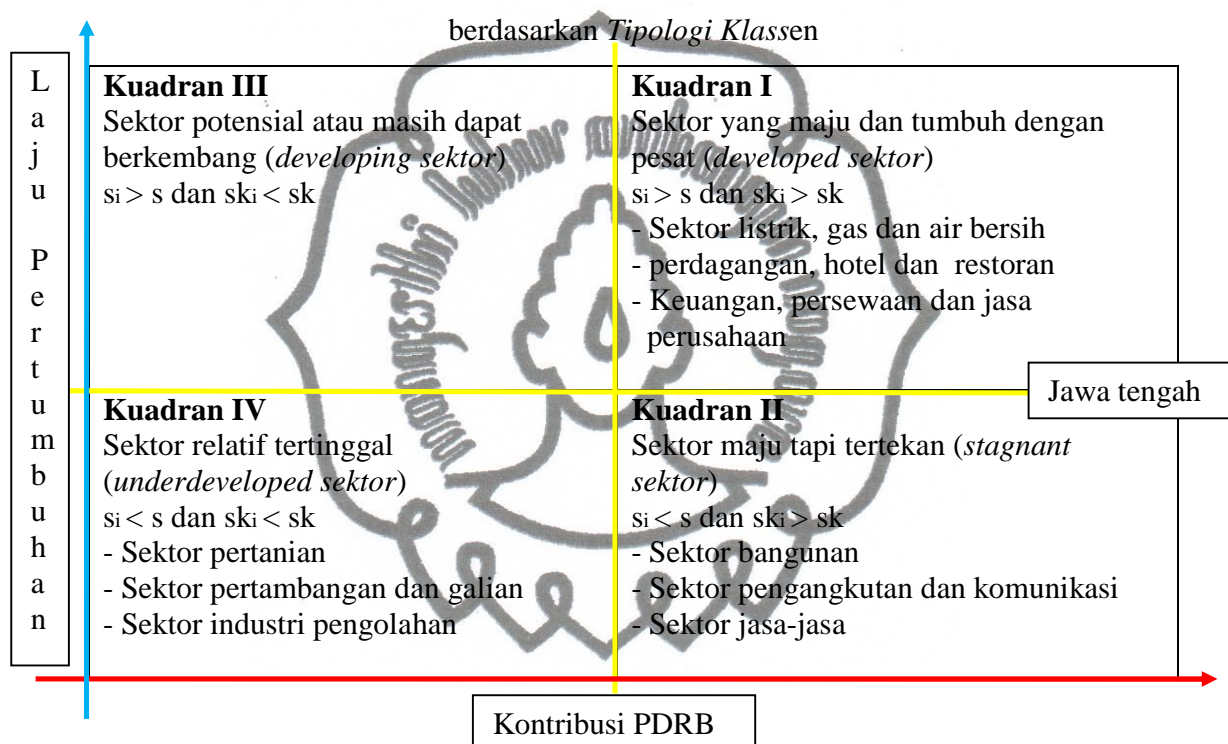 berdasarkan Tipologi Klassen
Laju Pertumbuhan
Kuadran III
Sektor potensial atau masih dapat
berkembang (developing sektor)
si > s dan ski < sk
Kuadran I
Sektor yang maju dan tumbuh dengan
pesat (developed sektor)
si > s dan ski > sk
- Sektor listrik, gas dan air bersih
- perdagangan, hotel dan restoran
- Keuangan, persewaan dan jasa
perusahaan
Jawa tengah
Kuadran IV
Sektor relatif tertinggal
(underdeveloped sektor)
si < s dan ski < sk
- Sektor pertanian
- Sektor pertambangan dan galian
- Sektor industri pengolahan
Kuadran II
Sektor maju tapi tertekan (stagnant
sektor)
si < s dan ski > sk
- Sektor bangunan
- Sektor pengangkutan dan komunikasi
- Sektor jasa-jasa
Kontribusi PDRB